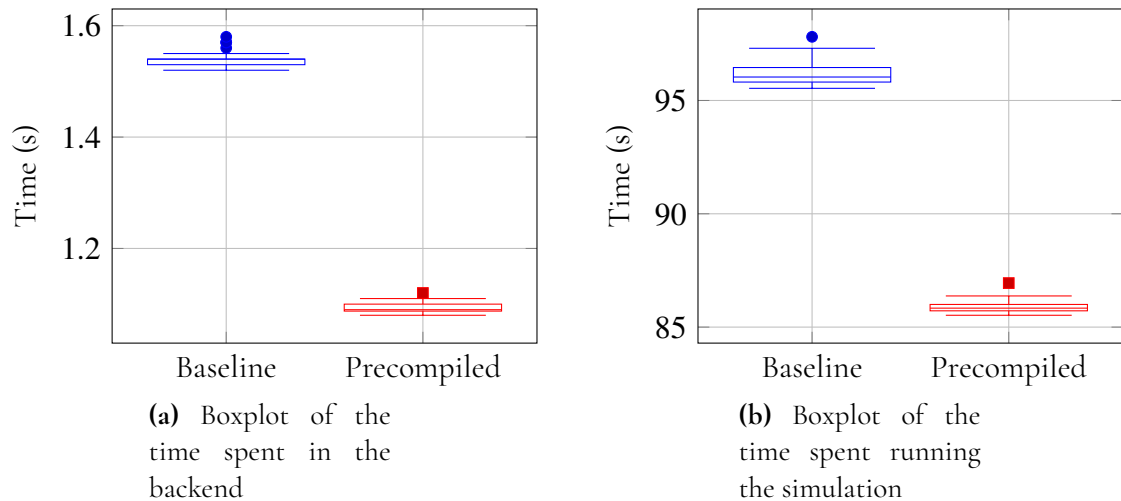 1.6
1.4
1.2
Time (s)
Baseline Precompiled
(a) Boxplot of the
time spent in the
backend
95
90
85
Time (s)
Baseline Precompiled
(b) Boxplot of the
time spent running
the simulation